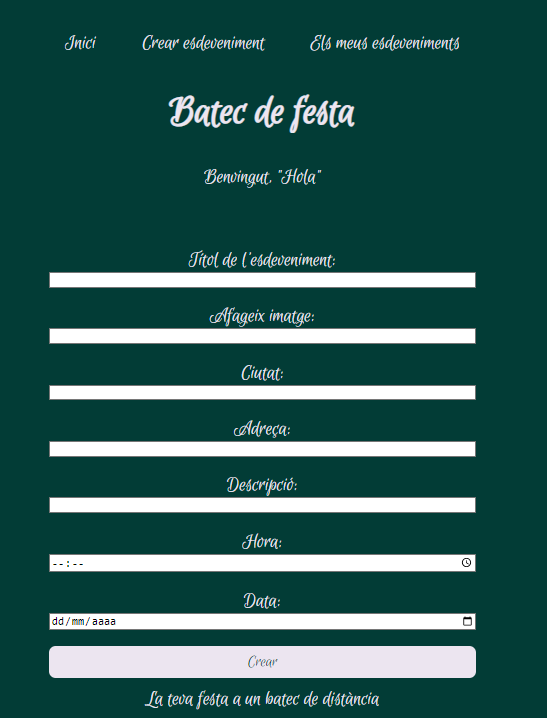 Inici Crear esdeveniment Els meus esdeveniments
Batec de festa
Benvingut, "Hola"
Títol de l'esdeveniment:
Afageix imatge:
Ciutat:
Adreça:
Descripció:
Hora:
--:--
Data:
dd/mm/aaaa
Crear
La teva festa a un batec de distància